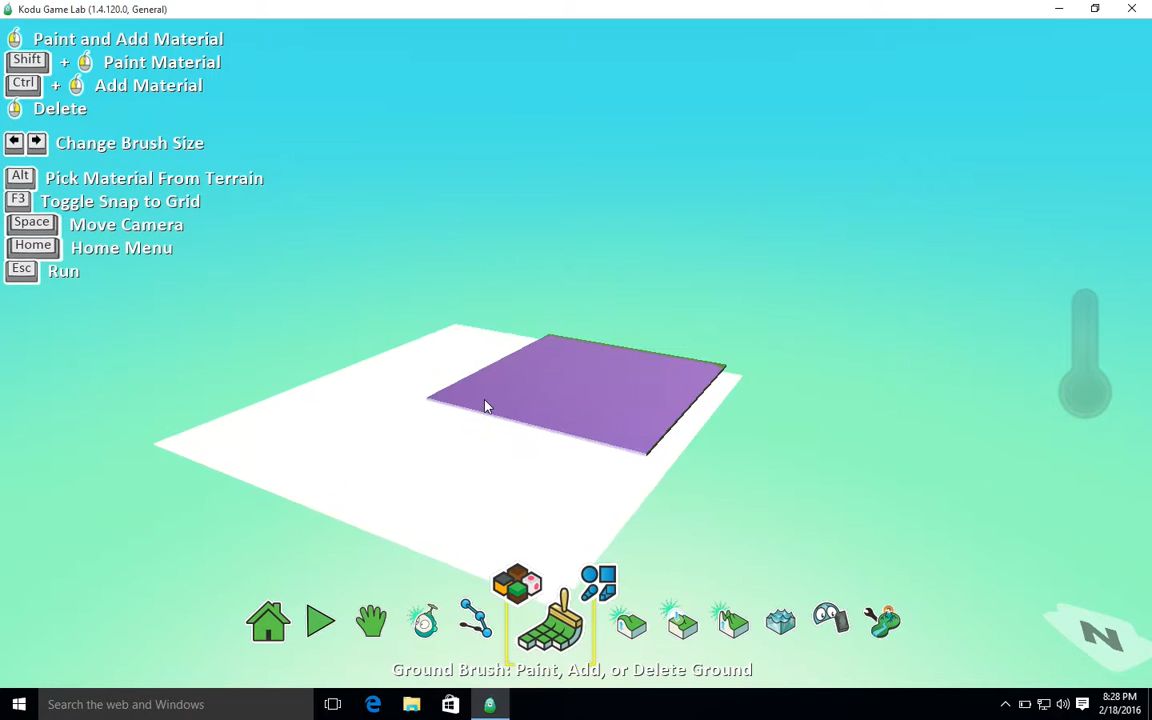 Kodu Game Lab (1.4.120.0, General)
Paint and Add Material
Shift + Paint Material
Ctrl + Add Material
Delete
Change Brush Size
Alt Pick Material From Terrain
F3 Toggle Snap to Grid
Space Move Camera
Home Home Menu
Esc Run
N
Ground Brush: Paint, Add, or Delete Ground
Search the web and Windows
8:28 PM
2/18/2016